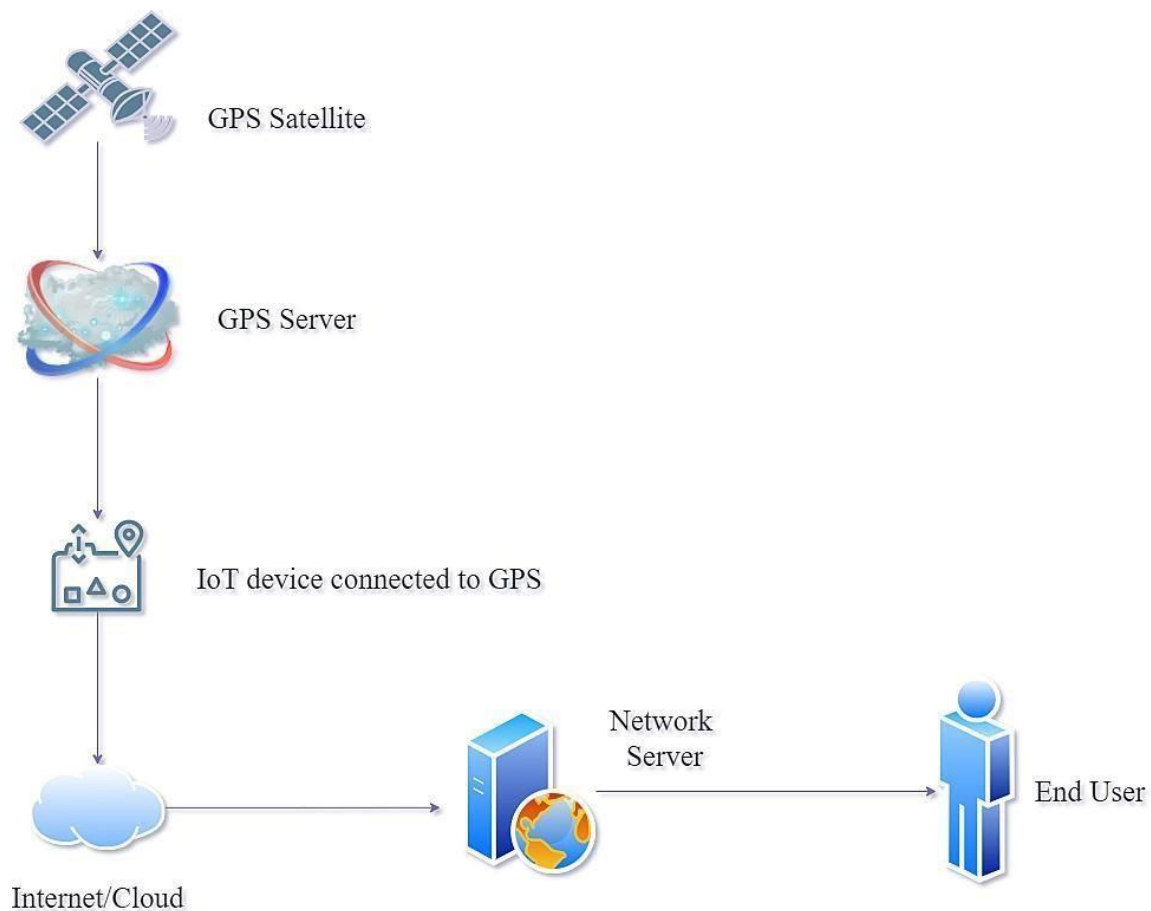 GPS Satellite
GPS Server
IoT device connected to GPS
Network
Server
End User
Internet/Cloud